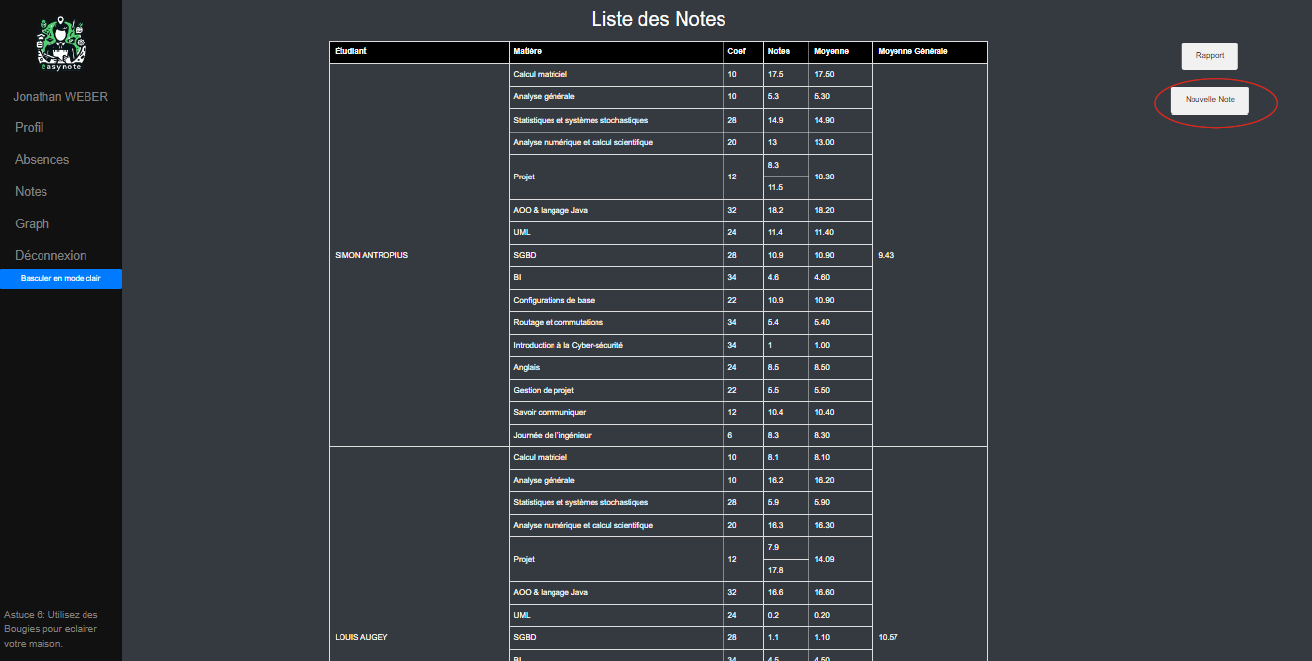 easynote
Jonathan WEBER
Profil
Absences
Notes
Graph
Déconnexion
Basculer en mode clair
Astuce 6: Utilisez des
Bougies pour eclairer
votre maison.
Liste des Notes
Étudiant Matière Coef Notes Moyenne Moyenne Générale
Calcul matriciel 10 17.5 17.50
Analyse générale 10 5.3 5.30
Statistiques et systèmes stochastiques 28 14.9 14.90
Analyse numérique et calcul scientifique 20 13 13.00
8.3
Projet 12 10.30
11.5
AOO & langage Java 32 18.2 18.20
UML 24 11.4 11.40
SIMON ANTROPIUS SGBD 28 10.9 10.90 9.43
BI 34 4.6 4.60
Configurations de base 22 10.9 10.90
Routage et commutations 34 5.4 5.40
Introduction à la Cyber-sécurité 34 1 1.00
Anglais 24 8.5 8.50
Gestion de projet 22 5.5 5.50
Savoir communiquer 12 10.4 10.40
Journée de l'ingénieur 6 8.3 8.30
Calcul matriciel 10 8.1 8.10
Analyse générale 10 16.2 16.20
Statistiques et systèmes stochastiques 28 5.9 5.90
Analyse numérique et calcul scientifique 20 16.3 16.30
7.9
Projet 12 14.09
17.8
AOO & langage Java 32 16.6 16.60
UML 24 0.2 0.20
LOUIS AUGEY SGBD 28 1.1 1.10 10.57
BI 34 4.5 4.50
Rapport
Nouvelle Note